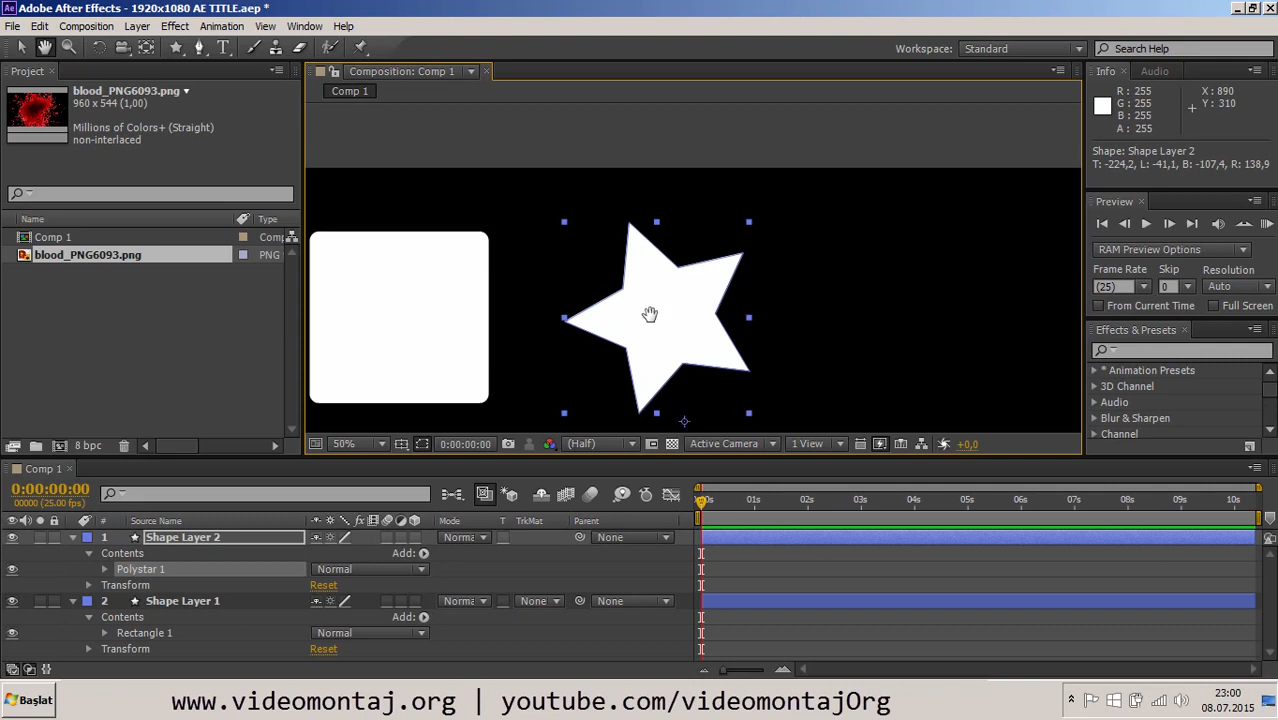 Adobe After Effects - 1920x1080 AE TITLE.aep *
File Edit Composition Layer Effect Animation View Window Help
Workspace: Standard Search Help
Project
blood_PNG6093.png
960 x 544 (1,00)
Millions of Colors+ (Straight)
non-interlaced
Name Type
Comp 1 Com
blood_PNG6093.png PNG
8 bpc
Composition: Comp 1
Comp 1
50% 0:00:00:00 (Half) Active Camera 1 View +0,0
Info Audio
R : 255
G : 255
B : 255
A : 255
X : 890
Y : 310
Shape: Shape Layer 2
T: -224,2, L: -41,1, B: -107,4, R: 138,9
Preview
RAM Preview Options
Frame Rate Skip Resolution
(25) 0 Auto
From Current Time Full Screen
Effects & Presets
* Animation Presets
3D Channel
Audio
Blur & Sharpen
Channel
Comp 1
0:00:00:00
00000 (25.00 fps)
# Source Name Mode T TrkMat Parent
00s 01s 02s 03s 04s 05s 06s 07s 08s 09s 10s
1 Shape Layer 2 Norma None
Contents Add:
Polystar 1 Normal
Transform Reset
2 Shape Layer 1 Norma None None
Contents Add:
Rectangle 1 Normal
Transform Reset
Başlat
www.videomontaj.org | youtube.com/videomontajOrg
23:00
08.07.2015